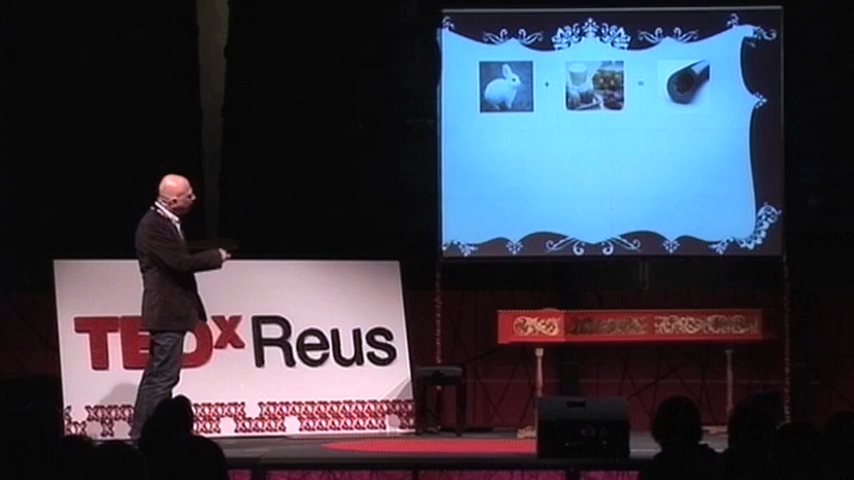 TEDx Reus
+ =